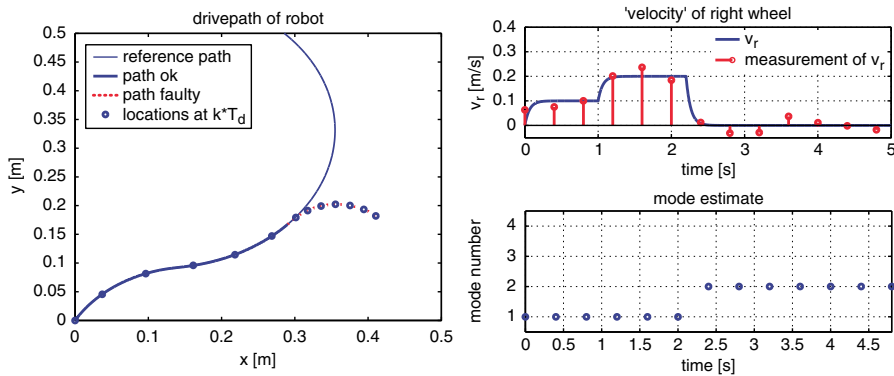 drivepath of robot
0.5
0.45
0.4
0.35
0.3
0.25
0.2
0.15
0.1
0.05
0
y [m]
reference path
path ok
path faulty
locations at k*T_d
0 0.1 0.2 0.3 0.4 0.5
x [m]
'velocity' of right wheel
0.4
0.3
0.2
0.1
0
v_r [m/s]
v_r
measurement of v_r
0 1 2 3 4 5
time [s]
mode estimate
4
3
2
1
mode number
0 0.5 1 1.5 2 2.5 3 3.5 4 4.5
time [s]